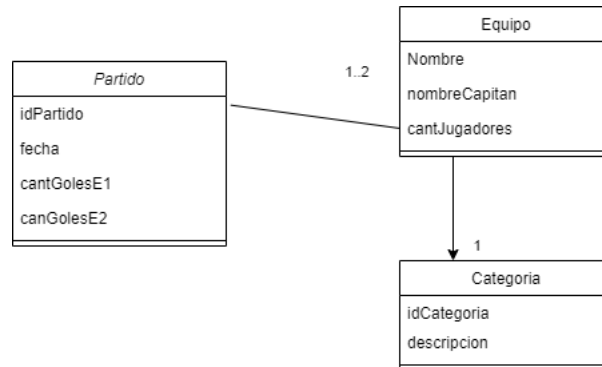 Partido
idPartido
fecha
cantGolesE1
canGolesE2
1..2
Equipo
Nombre
nombreCapitan
cantJugadores
1
Categoria
idCategoria
descripcion